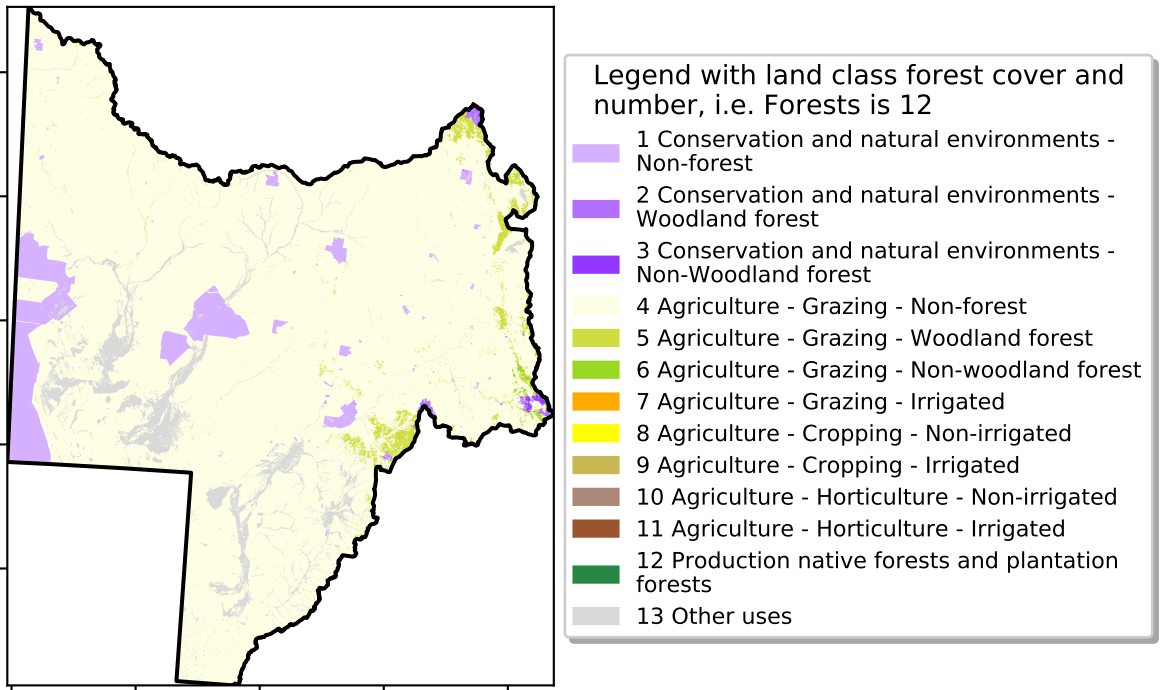 Legend with land class forest cover and
number, i.e. Forests is 12
1 Conservation and natural environments -
Non-forest
2 Conservation and natural environments -
Woodland forest
3 Conservation and natural environments -
Non-Woodland forest
4 Agriculture - Grazing - Non-forest
5 Agriculture - Grazing - Woodland forest
6 Agriculture - Grazing - Non-woodland forest
7 Agriculture - Grazing - Irrigated
8 Agriculture - Cropping - Non-irrigated
9 Agriculture - Cropping - Irrigated
10 Agriculture - Horticulture - Non-irrigated
11 Agriculture - Horticulture - Irrigated
12 Production native forests and plantation
forests
13 Other uses